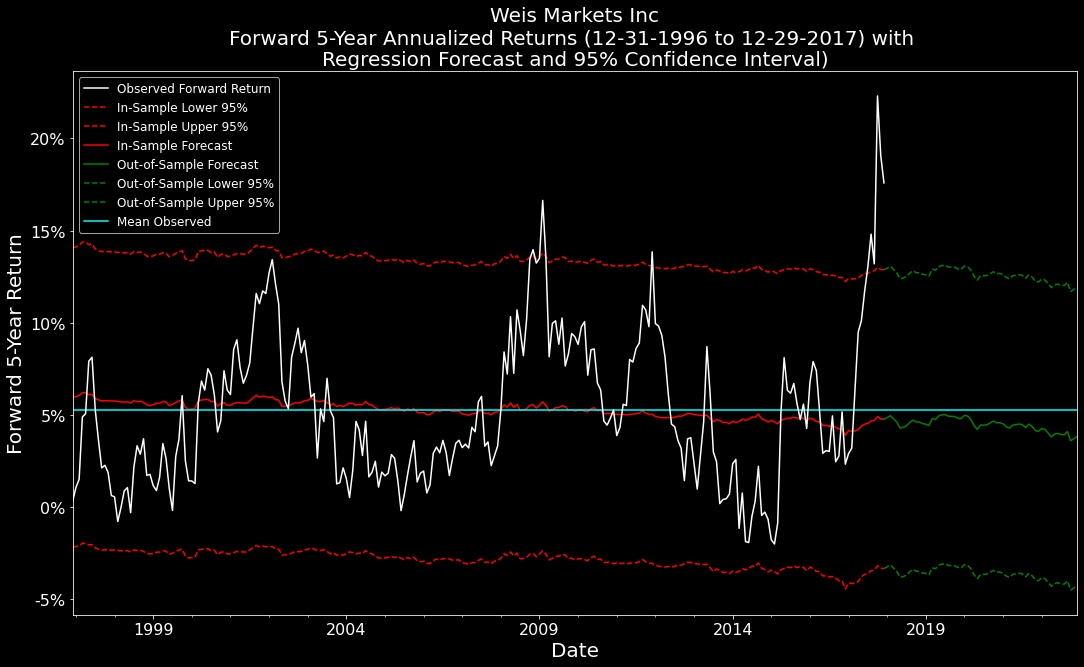 Weis Markets Inc
Forward 5-Year Annualized Returns (12-31-1996 to 12-29-2017) with
Regression Forecast and 95% Confidence Interval)
Observed Forward Return
In-Sample Lower 95%
In-Sample Upper 95%
In-Sample Forecast
Out-of-Sample Forecast
Out-of-Sample Lower 95%
Out-of-Sample Upper 95%
Mean Observed
Forward 5-Year Return
20%
15%
10%
5%
0%
-5%
1999
2004
2009
2014
2019
Date